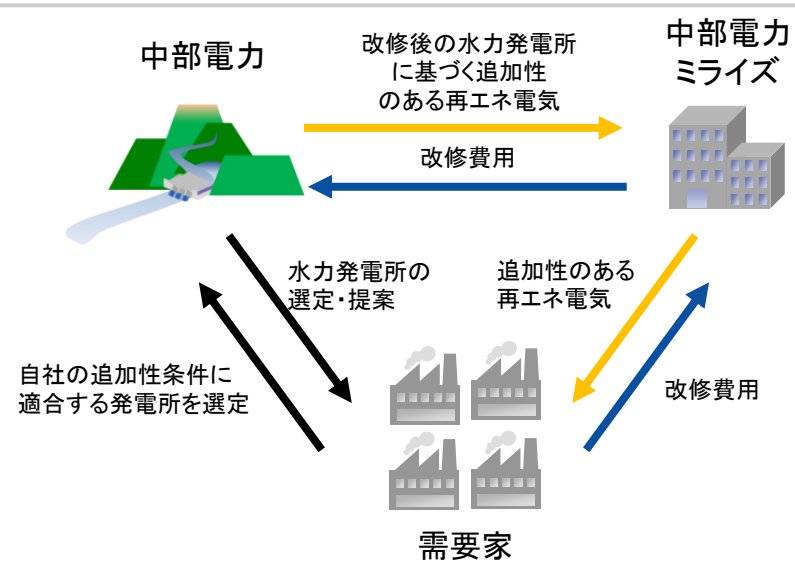 中部電力
改修後の水力発電所
に基づく追加性
のある再エネ電気
中部電力
ミライズ
改修費用
水力発電所の
選定・提案
追加性のある
再エネ電気
自社の追加性条件に
適合する発電所を選定
改修費用
需要家